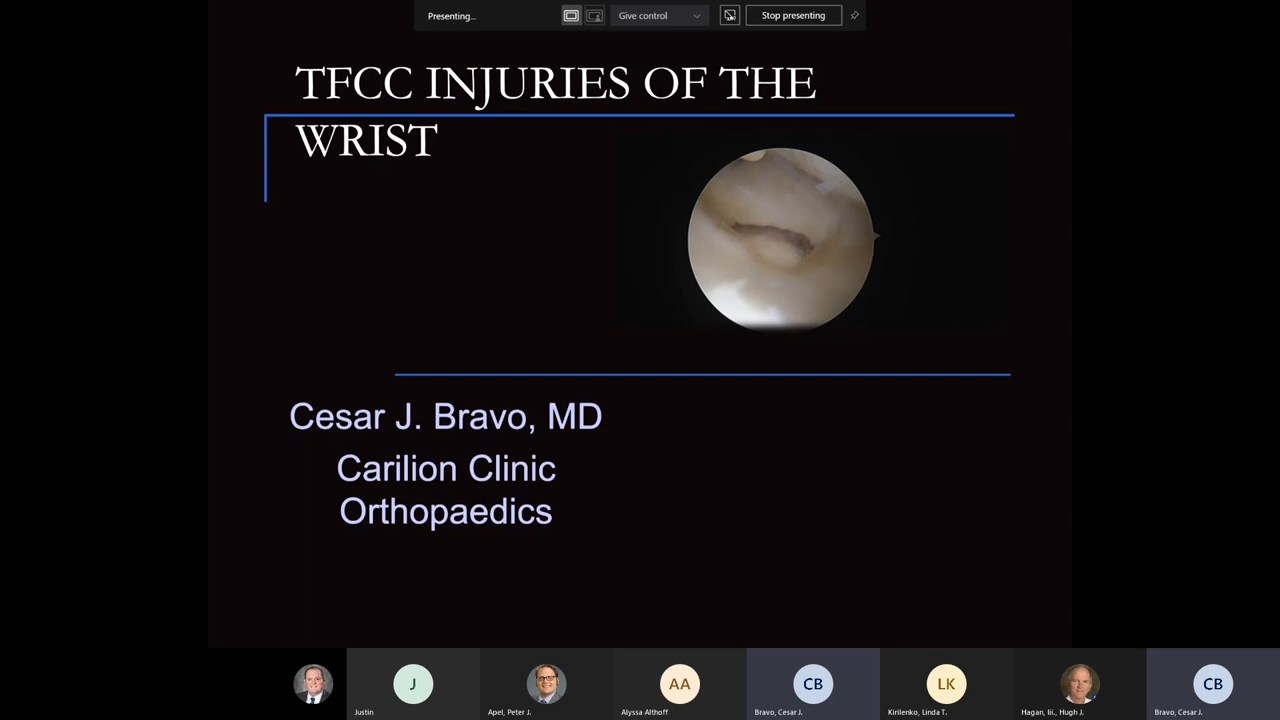 Presenting...
Give control
Stop presenting
TFCC INJURIES OF THE
WRIST
Cesar J. Bravo, MD
Carilion Clinic
Orthopaedics
J
AA
CB
LK
CB
Justin
Apel, Peter J.
Alyssa Althoff
Bravo, Cesar J.
Kirilenko, Linda T.
Hagan, Iii., Hugh J.
Bravo, Cesar J.